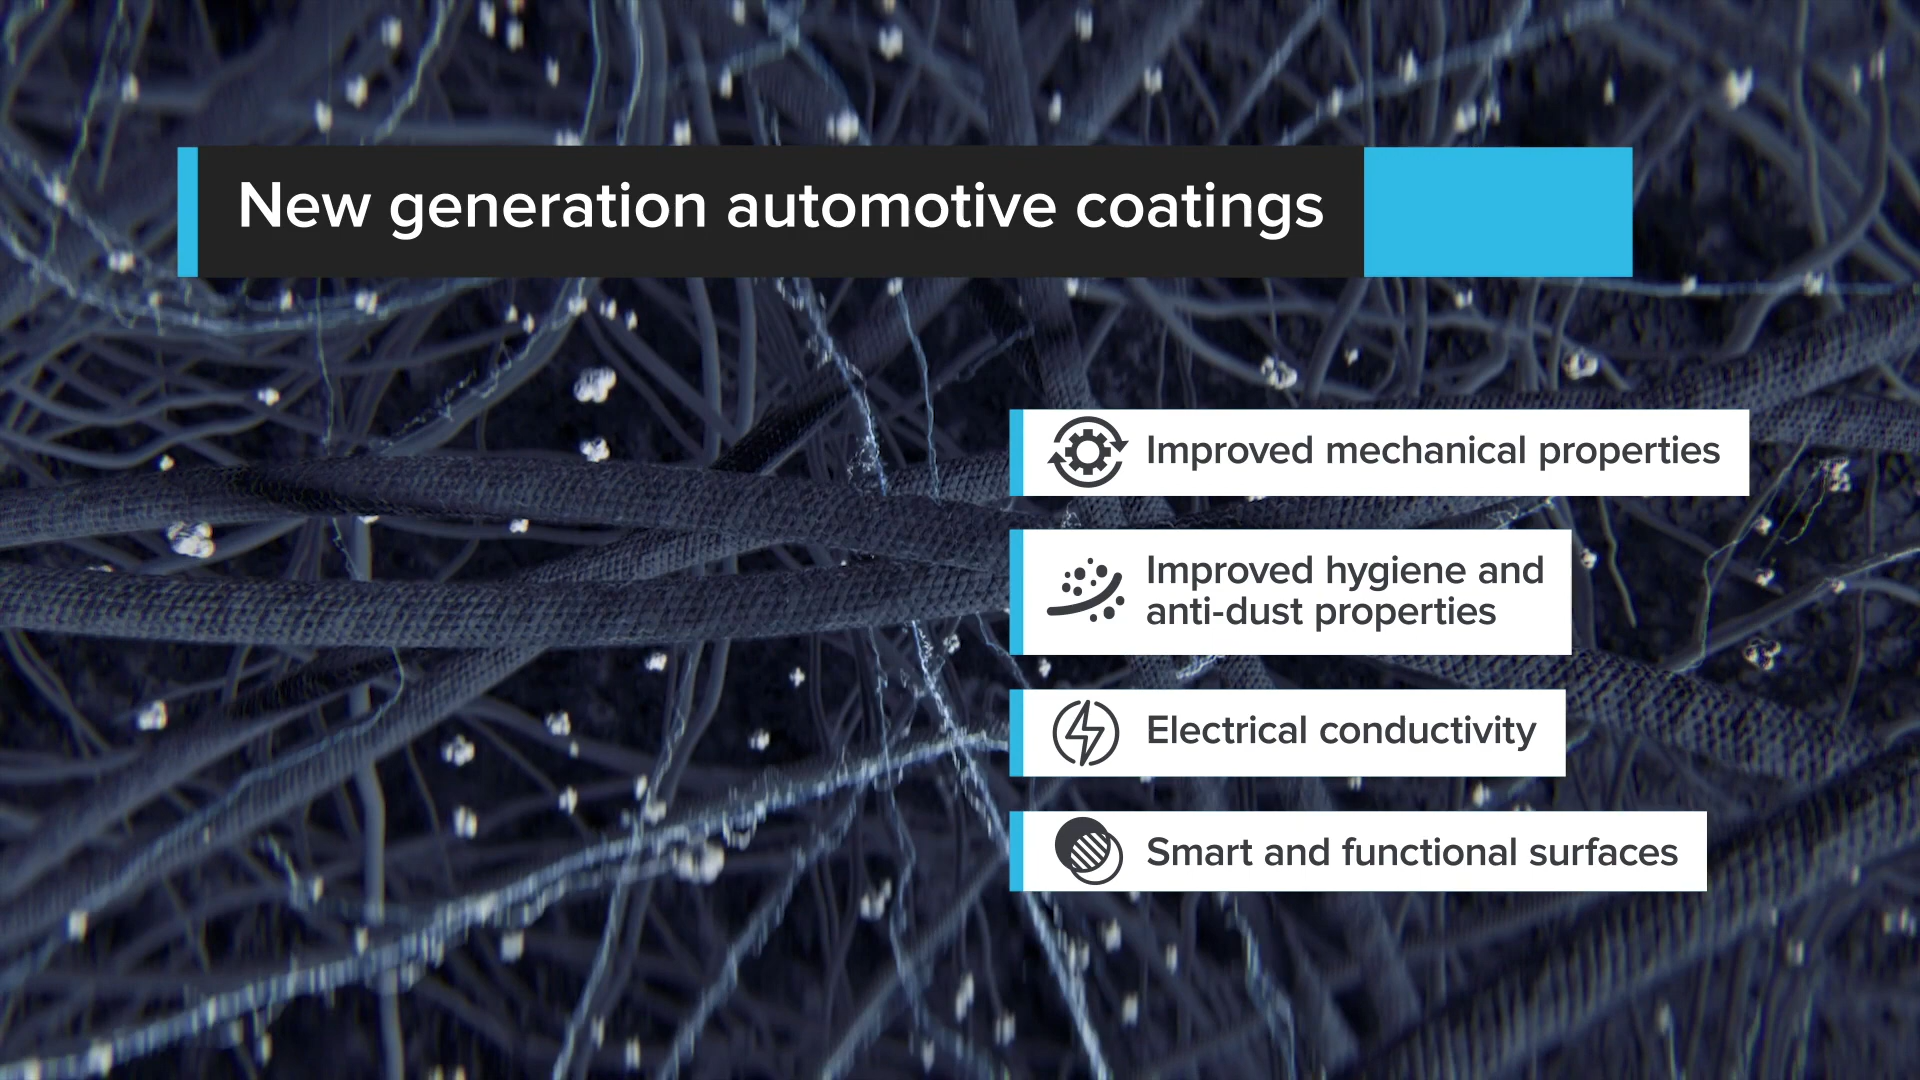 New generation automotive coatings
Improved mechanical properties
Improved hygiene and
anti-dust properties
Electrical conductivity
Smart and functional surfaces